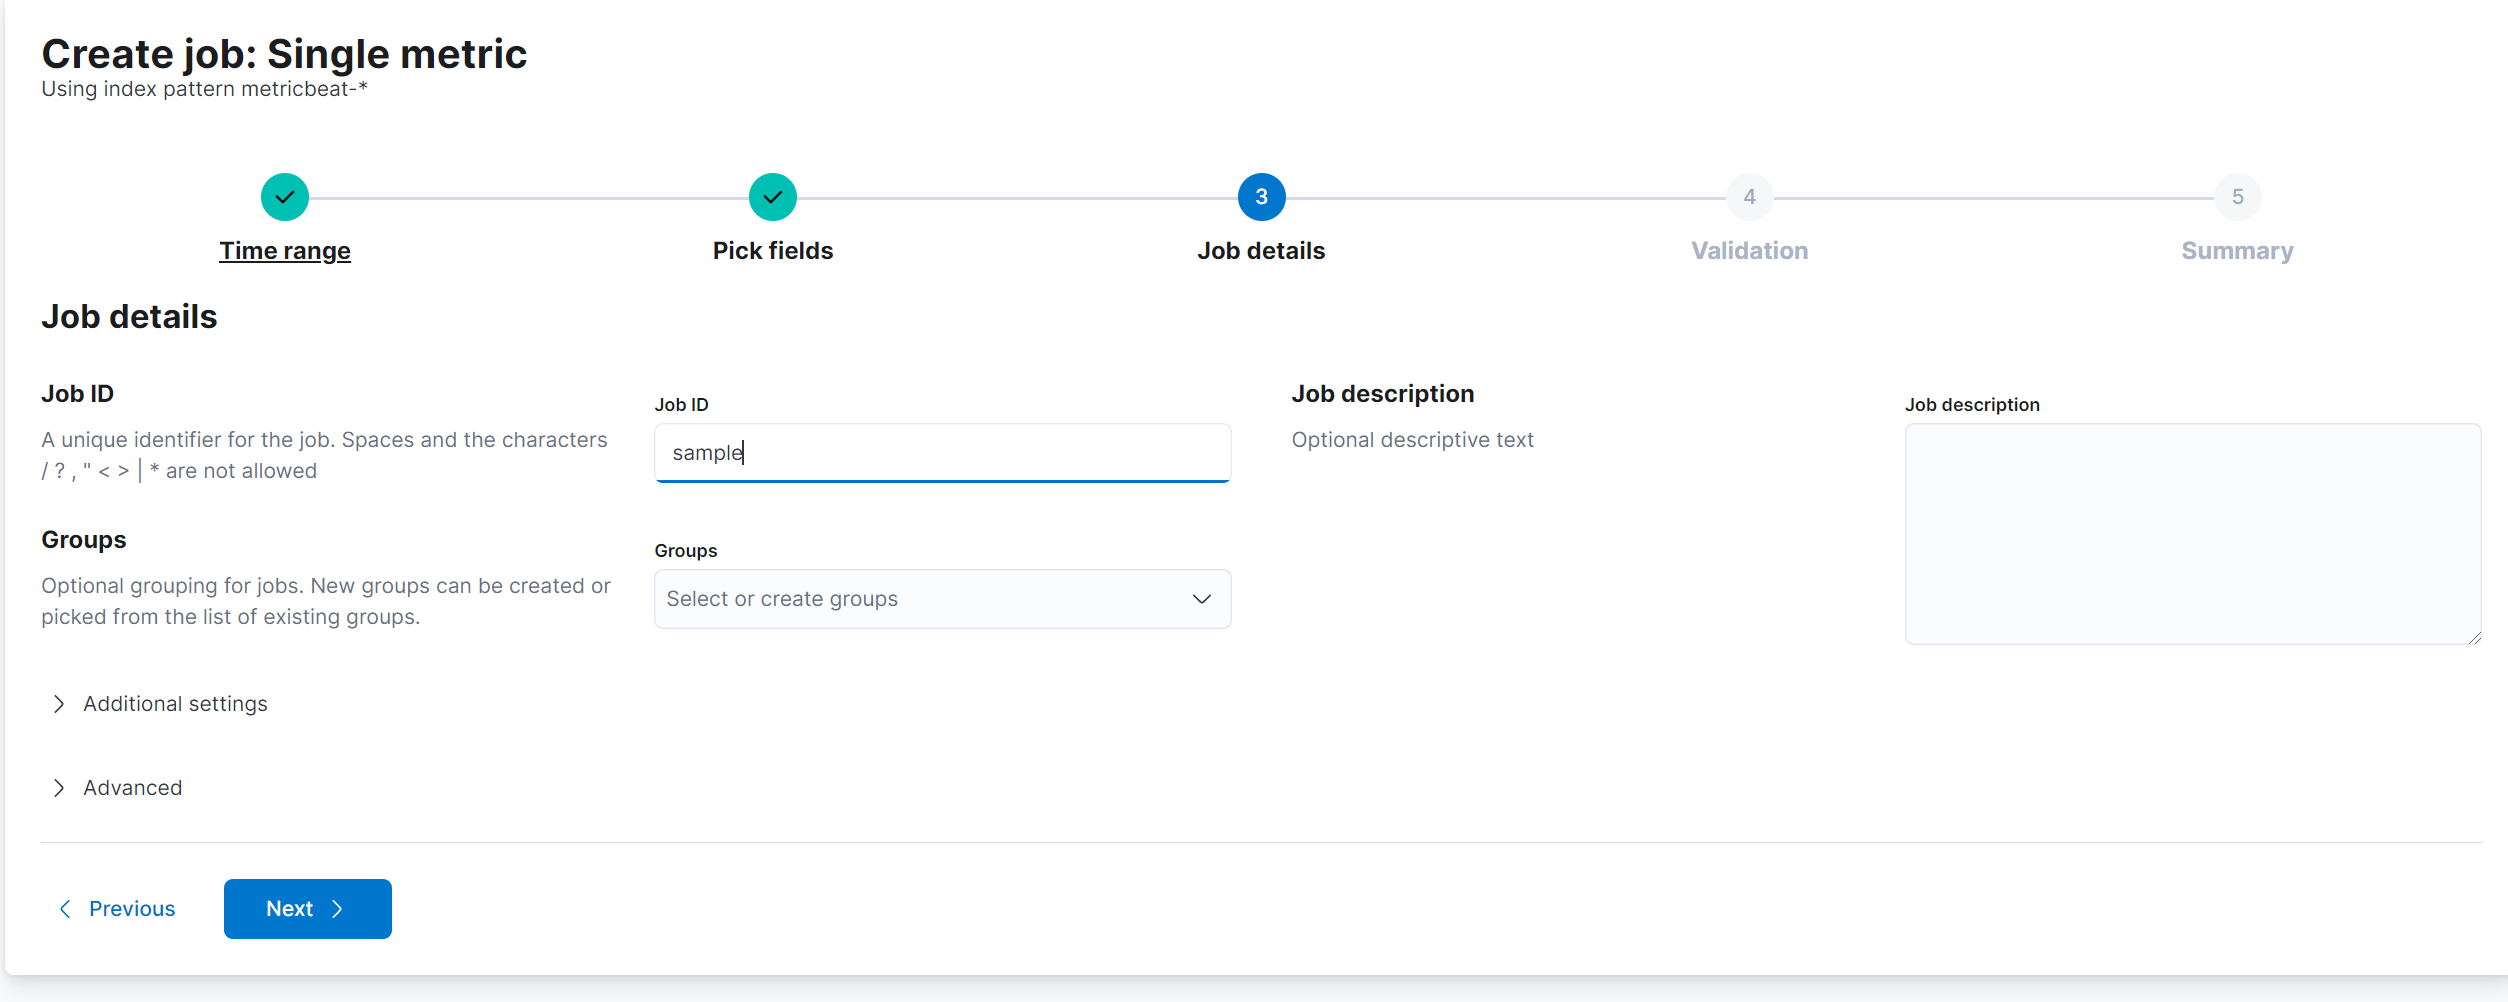 Create job: Single metric
Using index pattern metricbeat-*
3
4
5
Time range
Pick fields
Job details
Validation
Summary
Job details
Job ID
A unique identifier for the job. Spaces and the characters
/ ? , " < > | * are not allowed
Job ID
sample
Job description
Optional descriptive text
Job description
Groups
Optional grouping for jobs. New groups can be created or
picked from the list of existing groups.
Groups
Select or create groups
Additional settings
Advanced
Previous
Next